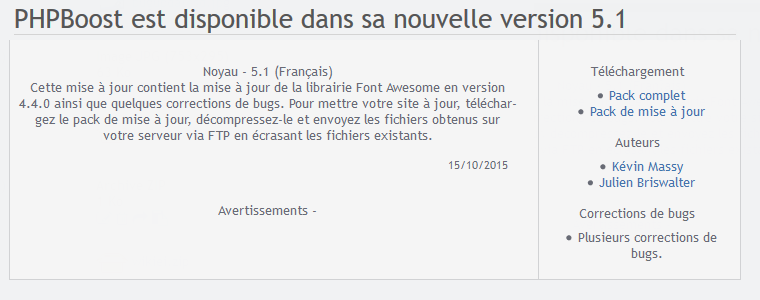 PHPBoost est disponible dans sa nouvelle version 5.1
Noyau - 5.1 (Français)
Cette mise à jour contient la mise à jour de la librairie Font Awesome en version
4.4.0 ainsi que quelques corrections de bugs. Pour mettre votre site à jour, téléchar-
gez le pack de mise à jour, décompressez-le et envoyez les fichiers obtenus sur
votre serveur via FTP en écrasant les fichiers existants.
15/10/2015
Avertissements -
Téléchargement
• Pack complet
• Pack de mise à jour
Auteurs
• Kévin Massy
• Julien Briswalter
Corrections de bugs
• Plusieurs corrections de
bugs.